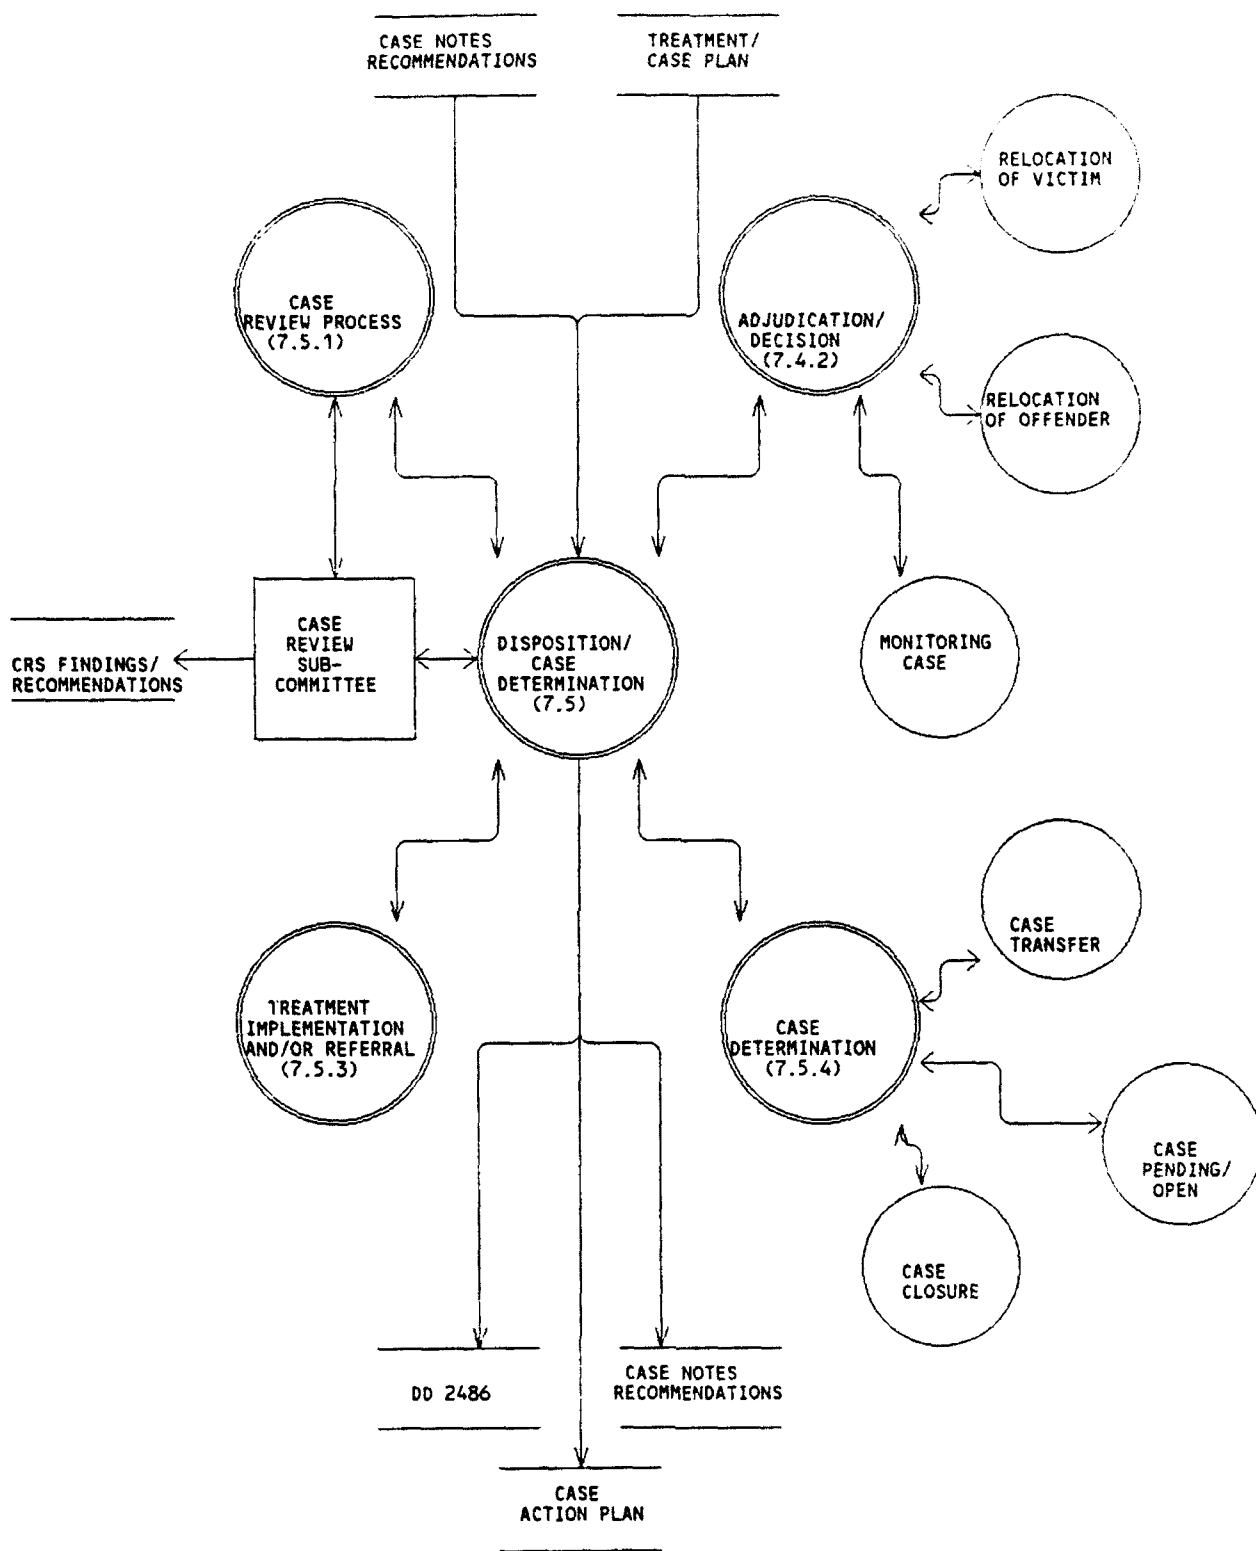 CASE NOTES
RECOMMENDATIONS
TREATMENT/
CASE PLAN
RELOCATION
OF VICTIM
CASE
REVIEW PROCESS
(7.5.1)
ADJUDICATION/
DECISION
(7.4.2)
RELOCATION
OF OFFENDER
CASE
REVIEW
SUB-
COMMITTEE
CRS FINDINGS/
RECOMMENDATIONS
DISPOSITION/
CASE
DETERMINATION
(7.5)
MONITORING
CASE
TREATMENT
IMPLEMENTATION
AND/OR REFERRAL
(7.5.3)
CASE
DETERMINATION
(7.5.4)
CASE
TRANSFER
CASE
PENDING/
OPEN
CASE
CLOSURE
DD 2486
CASE NOTES
RECOMMENDATIONS
CASE
ACTION PLAN